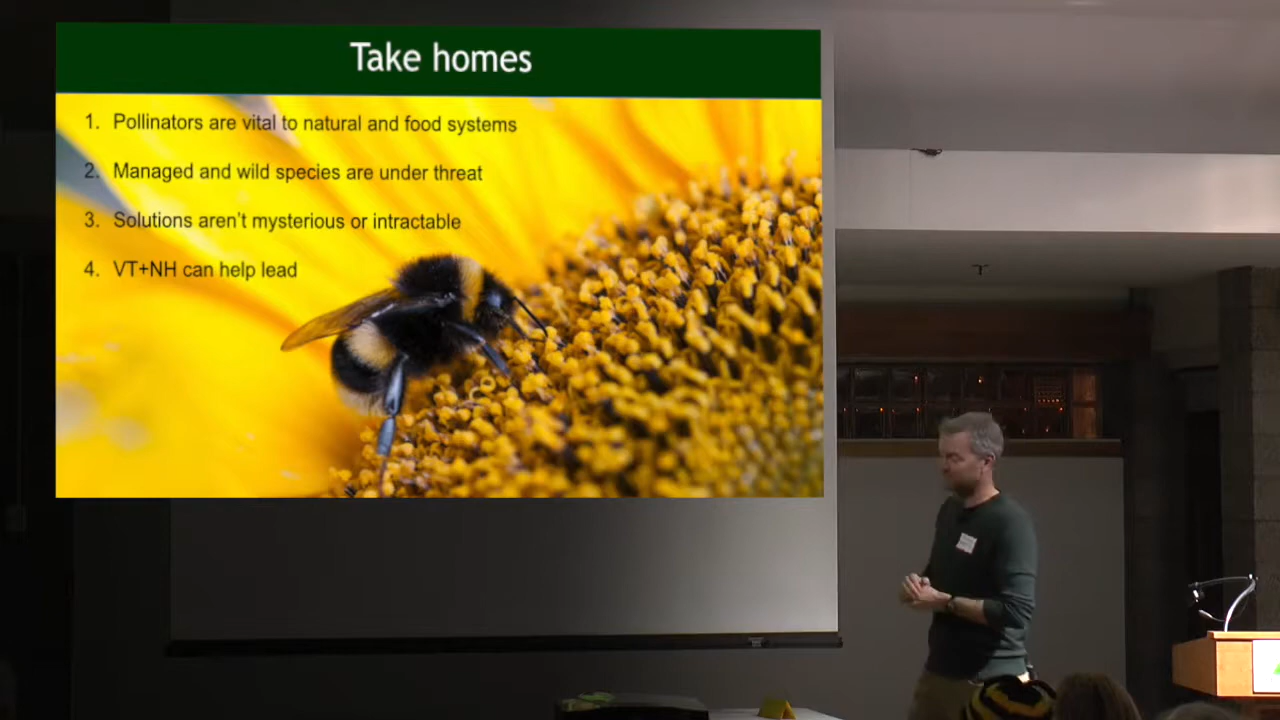 Take homes
1. Pollinators are vital to natural and food systems
2. Managed and wild species are under threat
3. Solutions aren't mysterious or intractable
4. VT+NH can help lead